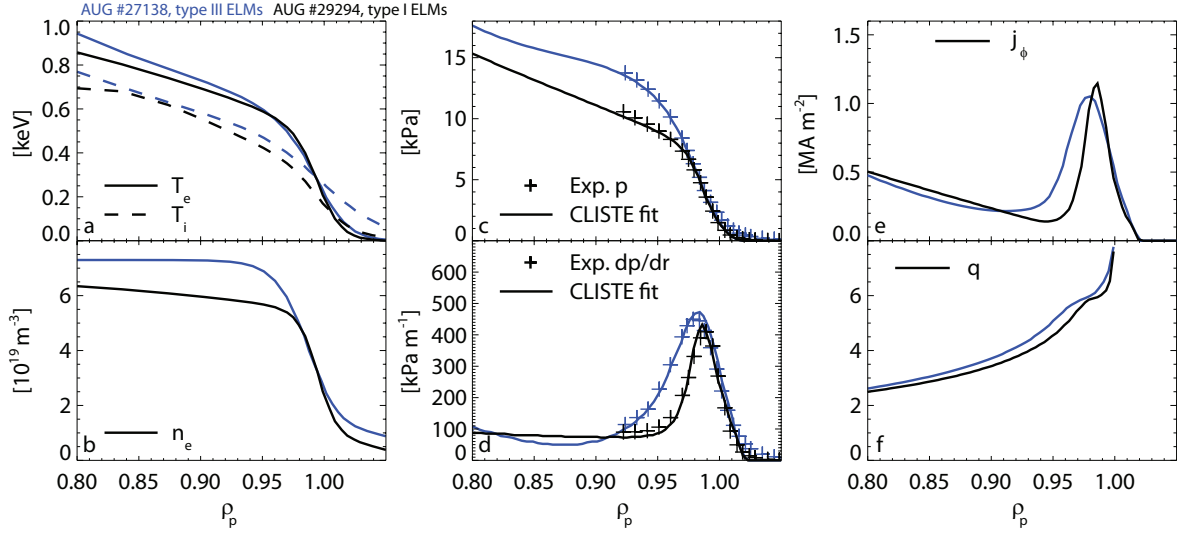 AUG #27138, type III ELMs AUG #29294, type I ELMs
1.0
0.8
0.6
0.4
0.2
0.0
[keV]
T_e
T_i
a
6
4
2
0
[10^19 m^-3]
n_e
b
0.80 0.85 0.90 0.95 1.00
ρ_p
15
10
5
0
[kPa]
Exp. p
CLISTE fit
c
600
500
400
300
200
100
0
[kPa m^-1]
Exp. dp/dr
CLISTE fit
d
0.80 0.85 0.90 0.95 1.00
ρ_p
1.5
1.0
0.5
0.0
[MA m^-2]
j_ϕ
e
6
4
2
0
q
f
0.80 0.85 0.90 0.95 1.00
ρ_p